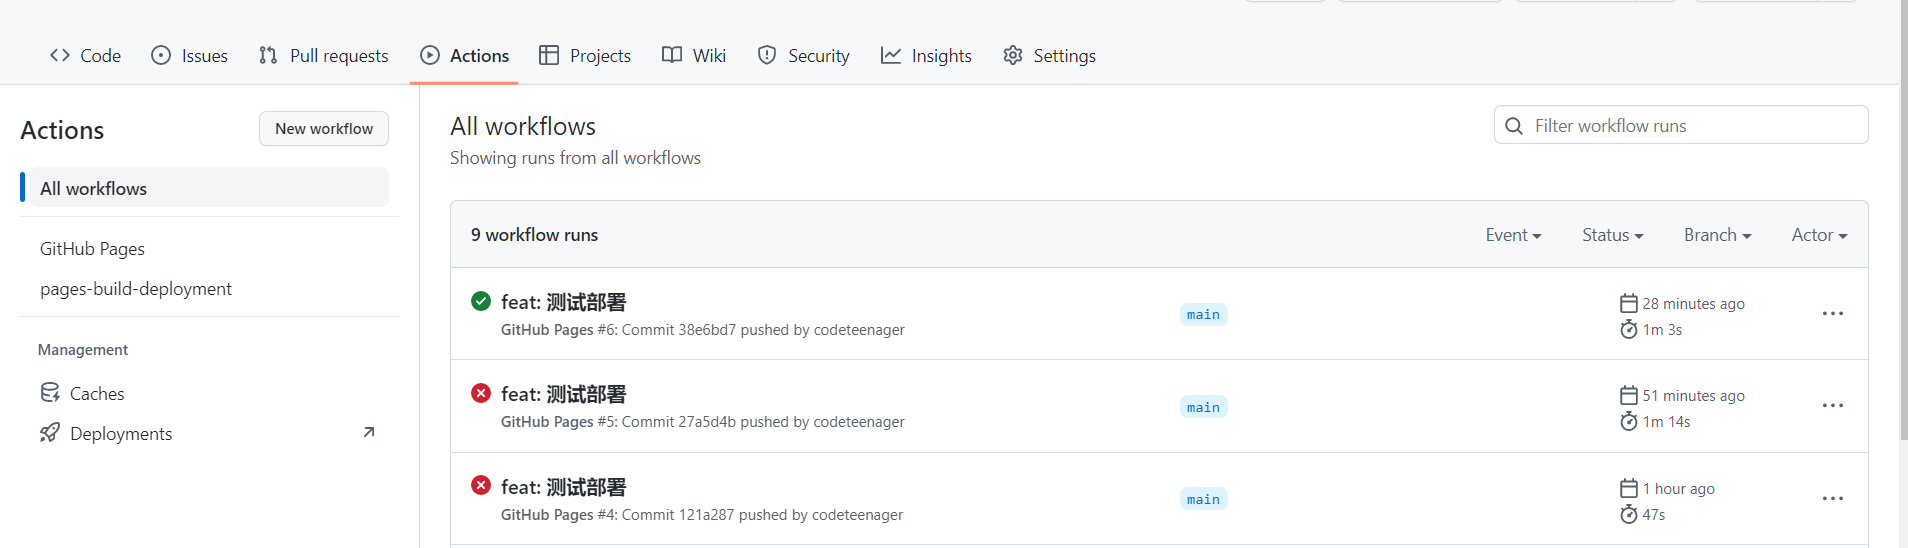 Code Issues Pull requests Actions Projects Wiki Security Insights Settings
Actions
New workflow
All workflows
GitHub Pages
pages-build-deployment
Management
Caches
Deployments
All workflows
Showing runs from all workflows
Filter workflow runs
9 workflow runs
Event Status Branch Actor
feat: 测试部署
GitHub Pages #6: Commit 38e6bd7 pushed by codeteenager
main
28 minutes ago
1m 3s
feat: 测试部署
GitHub Pages #5: Commit 27a5d4b pushed by codeteenager
main
51 minutes ago
1m 14s
feat: 测试部署
GitHub Pages #4: Commit 121a287 pushed by codeteenager
main
1 hour ago
47s